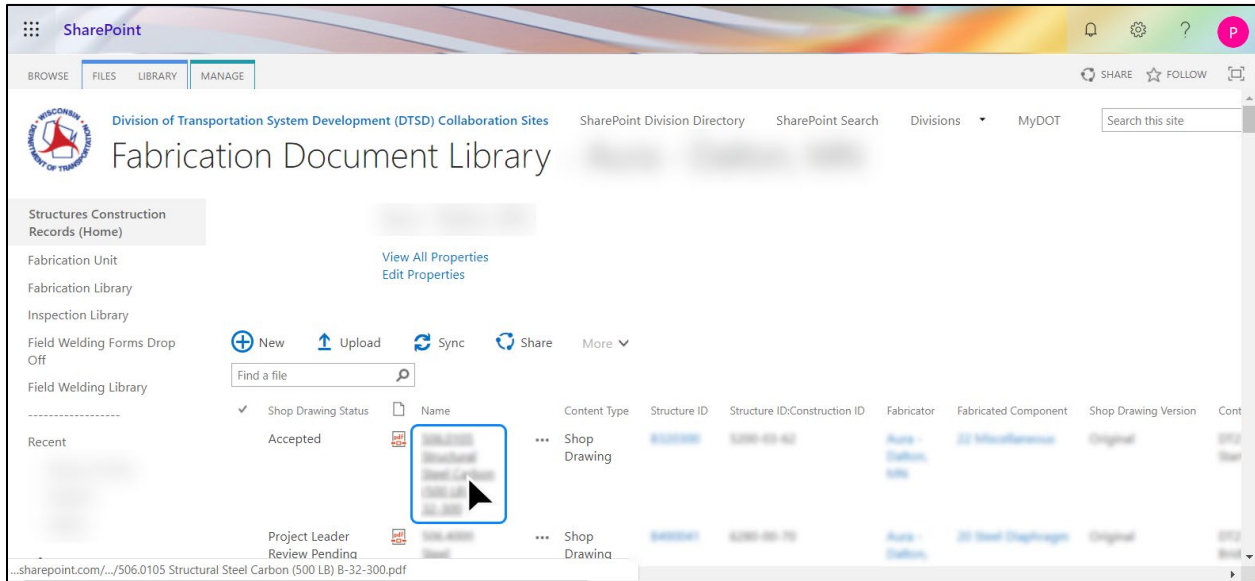 SharePoint
?
P
BROWSE FILES LIBRARY MANAGE SHARE FOLLOW
WISCONSIN
DEPARTMENT OF TRANSPORTATION
Division of Transportation System Development (DTSD) Collaboration Sites SharePoint Division Directory SharePoint Search Divisions MyDOT Search this site
Fabrication Document Library
Structures Construction
Records (Home)
Fabrication Unit
Fabrication Library
Inspection Library
Field Welding Forms Drop
Off
Field Welding Library
------------------
Recent
View All Properties
Edit Properties
New Upload Sync Share More
Find a file
Shop Drawing Status Name Content Type Structure ID Structure ID:Construction ID Fabricator Fabricated Component Shop Drawing Version Cont
Accepted ... Shop
Drawing
Project Leader
Review Pending
... Shop
Drawing
...sharepoint.com/.../506.0105 Structural Steel Carbon (500 LB) B-32-300.pdf